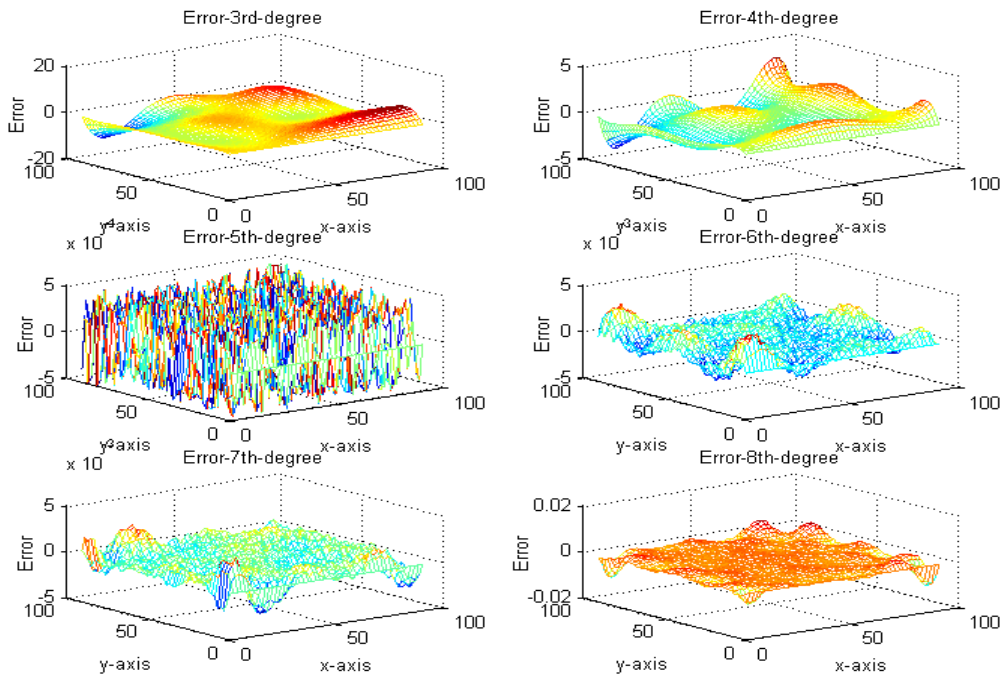 Error-3rd-degree
20
0
-20
Error
100
50
0
y-axis
0
50
100
x-axis
Error-4th-degree
5
0
-5
Error
100
50
0
y-axis
0
50
100
x-axis
x 10⁻⁴
Error-5th-degree
5
0
-5
Error
100
50
0
y-axis
0
50
100
x-axis
x 10⁻³
Error-6th-degree
5
0
-5
Error
100
50
0
y-axis
0
50
100
x-axis
x 10⁻³
Error-7th-degree
5
0
-5
Error
100
50
0
y-axis
0
50
100
x-axis
Error-8th-degree
0.02
0
-0.02
Error
100
50
0
y-axis
0
50
100
x-axis